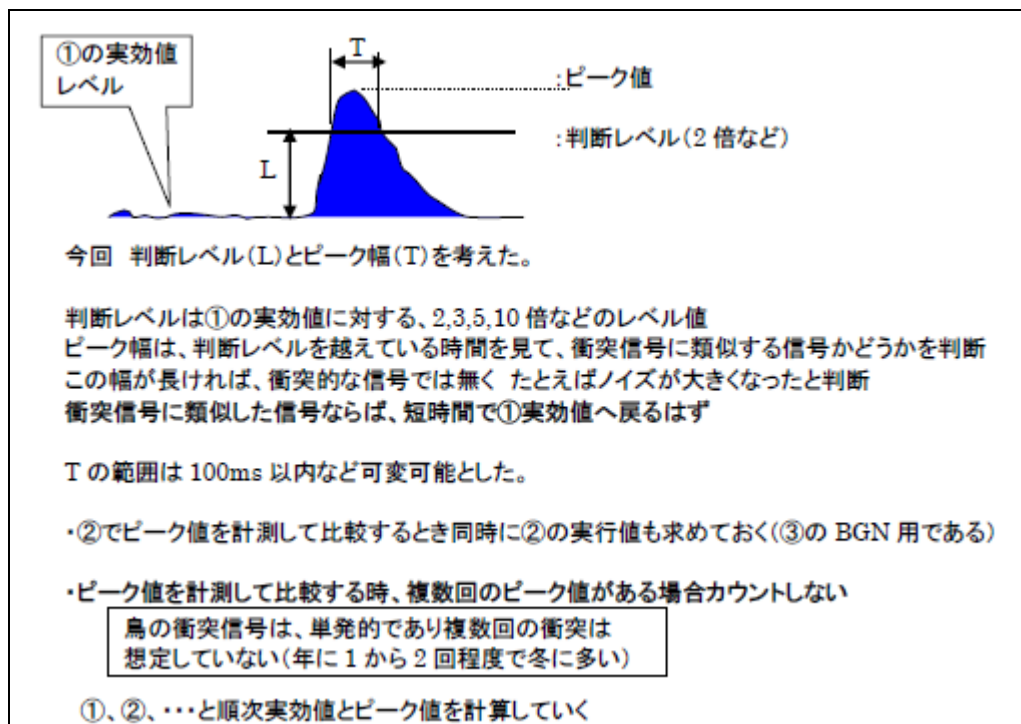 ①の実効値
レベル
T
:ピーク値
:判断レベル(2 倍など)
L
今回 判断レベル(L)とピーク幅(T)を考えた。
判断レベルは①の実効値に対する、2,3,5,10 倍などのレベル値
ピーク幅は、判断レベルを越えている時間を見て、衝突信号に類似する信号かどうかを判断
この幅が長ければ、衝突的な信号では無く たとえばノイズが大きくなったと判断
衝突信号に類似した信号ならば、短時間で①実効値へ戻るはず
T の範囲は 100ms 以内など可変可能とした。
・②でピーク値を計測して比較するとき同時に②の実行値も求めておく(③の BGN 用である)
・ピーク値を計測して比較する時、複数回のピーク値がある場合カウントしない
鳥の衝突信号は、単発的であり複数回の衝突は
想定していない(年に 1 から 2 回程度で冬に多い)
①、②、・・・と順次実効値とピーク値を計算していく